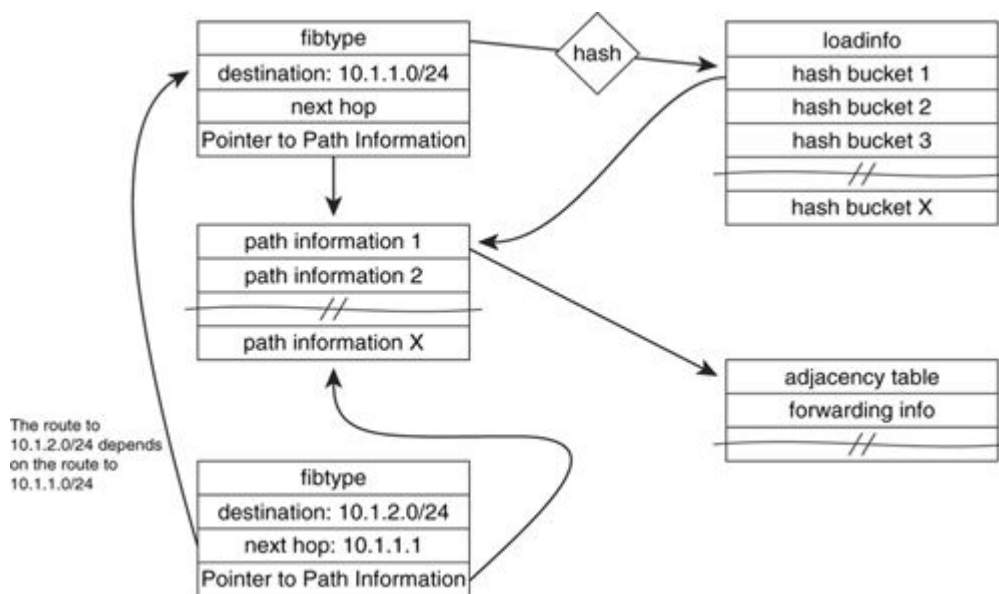 fibtype
destination: 10.1.1.0/24
next hop
Pointer to Path Information
hash
loadinfo
hash bucket 1
hash bucket 2
hash bucket 3
hash bucket X
path information 1
path information 2
path information X
adjacency table
forwarding info
The route to
10.1.2.0/24 depends
on the route to
10.1.1.0/24
fibtype
destination: 10.1.2.0/24
next hop: 10.1.1.1
Pointer to Path Information